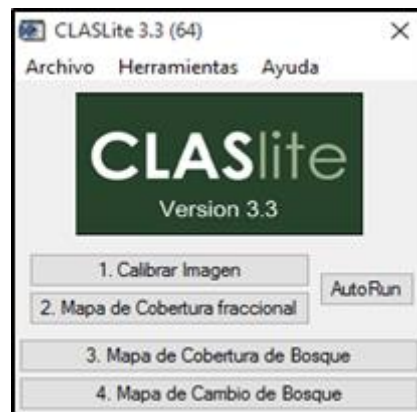 CLASLite 3.3 (64)
Archivo Herramientas Ayuda
CLASlite
Version 3.3
1. Calibrar Imagen
AutoRun
2. Mapa de Cobertura fraccional
3. Mapa de Cobertura de Bosque
4. Mapa de Cambio de Bosque